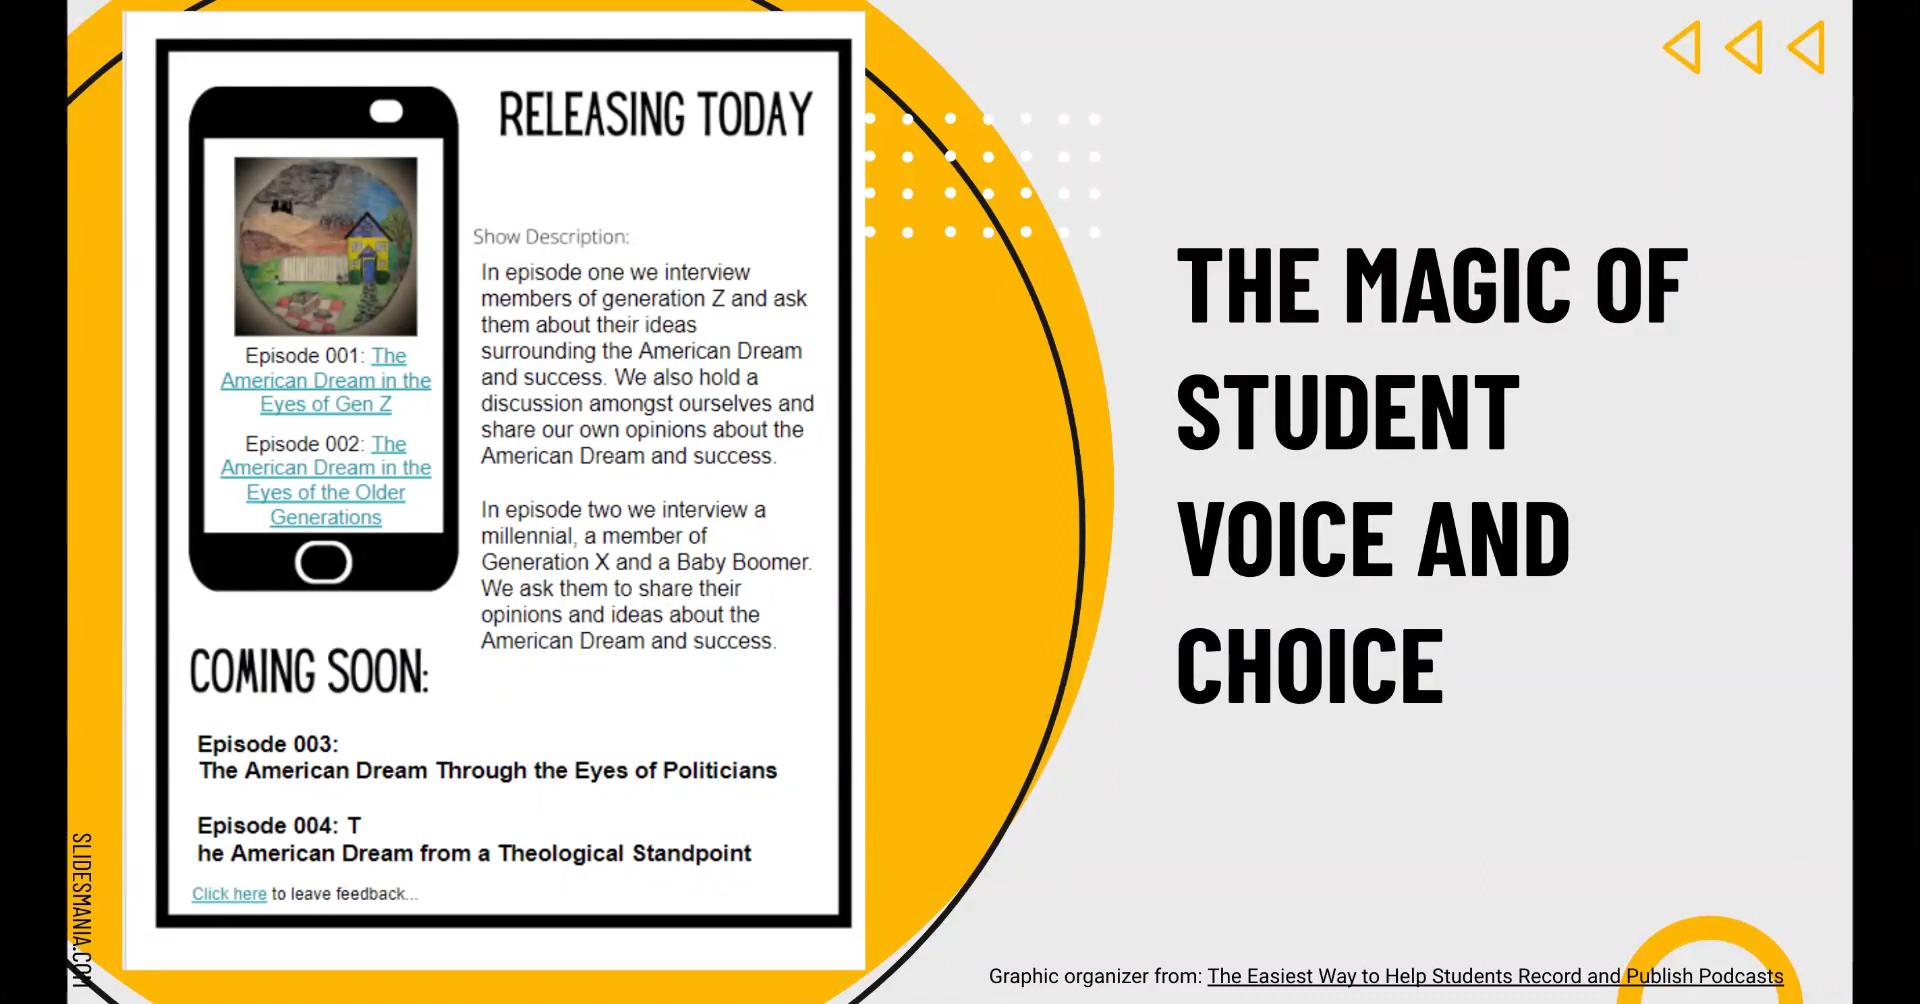 RELEASING TODAY
Show Description:
In episode one we interview
members of generation Z and ask
them about their ideas
surrounding the American Dream
and success. We also hold a
discussion amongst ourselves and
share our own opinions about the
American Dream and success.
In episode two we interview a
millennial, a member of
Generation X and a Baby Boomer.
We ask them to share their
opinions and ideas about the
American Dream and success.
Episode 001: The
American Dream in the
Eyes of Gen Z
Episode 002: The
American Dream in the
Eyes of the Older
Generations
COMING SOON:
Episode 003:
The American Dream Through the Eyes of Politicians
Episode 004: T
he American Dream from a Theological Standpoint
Click here to leave feedback...
THE MAGIC OF
STUDENT
VOICE AND
CHOICE
Graphic organizer from: The Easiest Way to Help Students Record and Publish Podcasts
SLIDESMANIA.COM